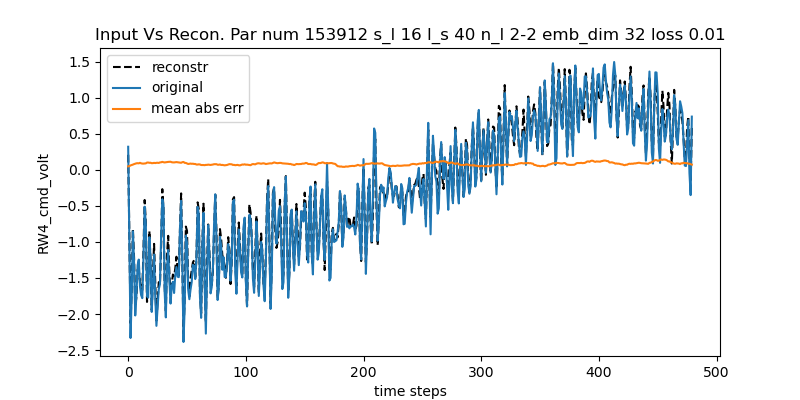 Input Vs Recon. Par num 153912 s_l 16 l_s 40 n_l 2-2 emb_dim 32 loss 0.01
reconstr
original
mean abs err
RW4_cmd_volt
1.5
1.0
0.5
0.0
−0.5
−1.0
−1.5
−2.0
−2.5
0 100 200 300 400 500
time steps